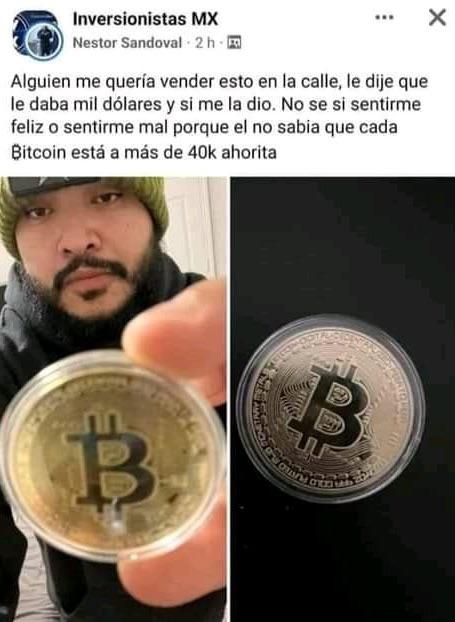 Inversionistas MX
Nestor Sandoval · 2 h ·
Alguien me quería vender esto en la calle, le dije que
le daba mil dólares y si me la dio. No se si sentirme
feliz o sentirme mal porque el no sabia que cada
₿itcoin está a más de 40k ahorita